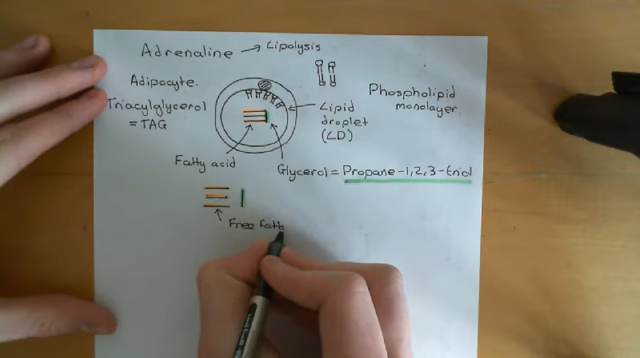 Adrenaline → Lipolysis
Adipocyte.
Triacylglycerol
= TAG
Phospholipid
monolayer.
Lipid
droplet
(LD)
Fatty acid
Glycerol = Propane-1,2,3-triol
Free Fatty